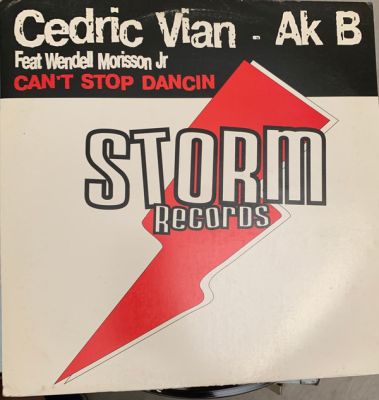 Cedric Vian - Ak B
Feat Wendell Morisson Jr
CAN'T STOP DANCIN
STORM
RECORDS